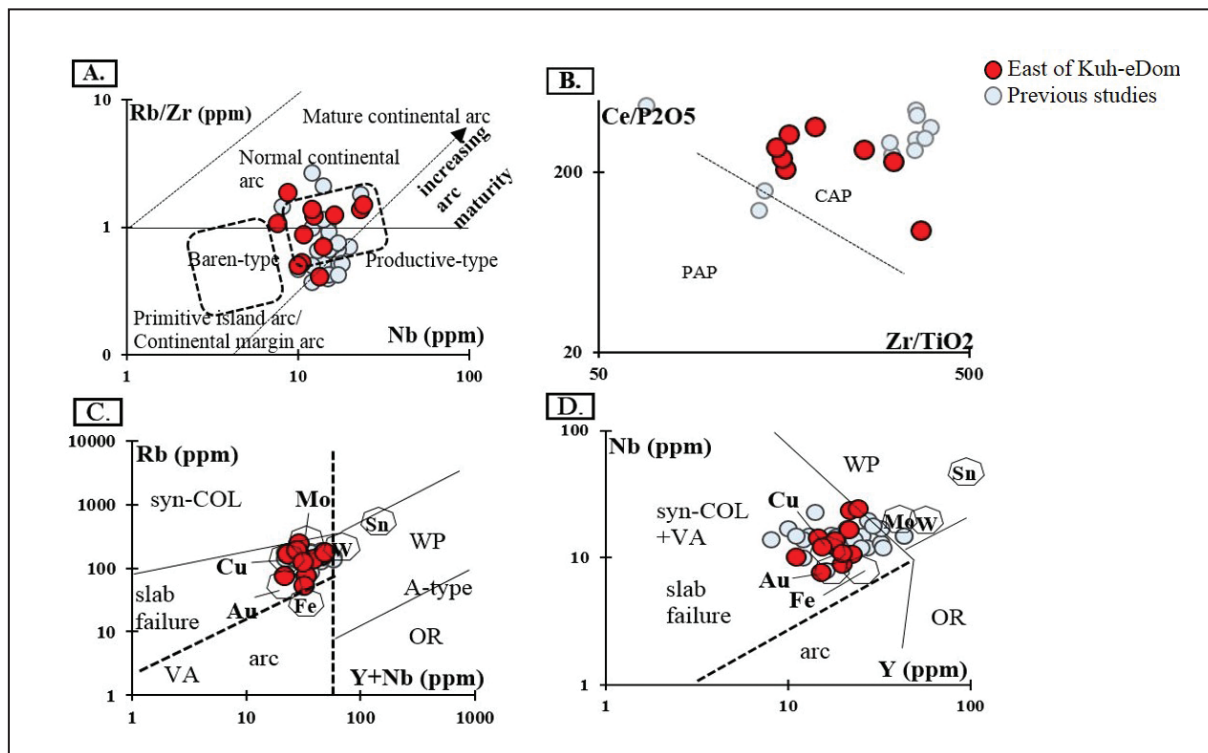 East of Kuh-eDom
Previous studies
A.
10
Rb/Zr (ppm)
Mature continental arc
Normal continental
arc
increasing
arc
maturity
1
Baren-type
Productive-type
Primitive island arc/
Continental margin arc
Nb (ppm)
0
1
10
100
B.
Ce/P2O5
200
CAP
PAP
20
Zr/TiO2
50
500
C.
10000
Rb (ppm)
1000
syn-COL
Mo
Sn
W
WP
100
Cu
slab
failure
Au
Fe
A-type
10
OR
VA
arc
Y+Nb (ppm)
1
1
10
100
1000
D.
100
Nb (ppm)
WP
Sn
Cu
syn-COL
+VA
Mo
W
10
Au
Fe
slab
failure
OR
arc
Y (ppm)
1
10
100